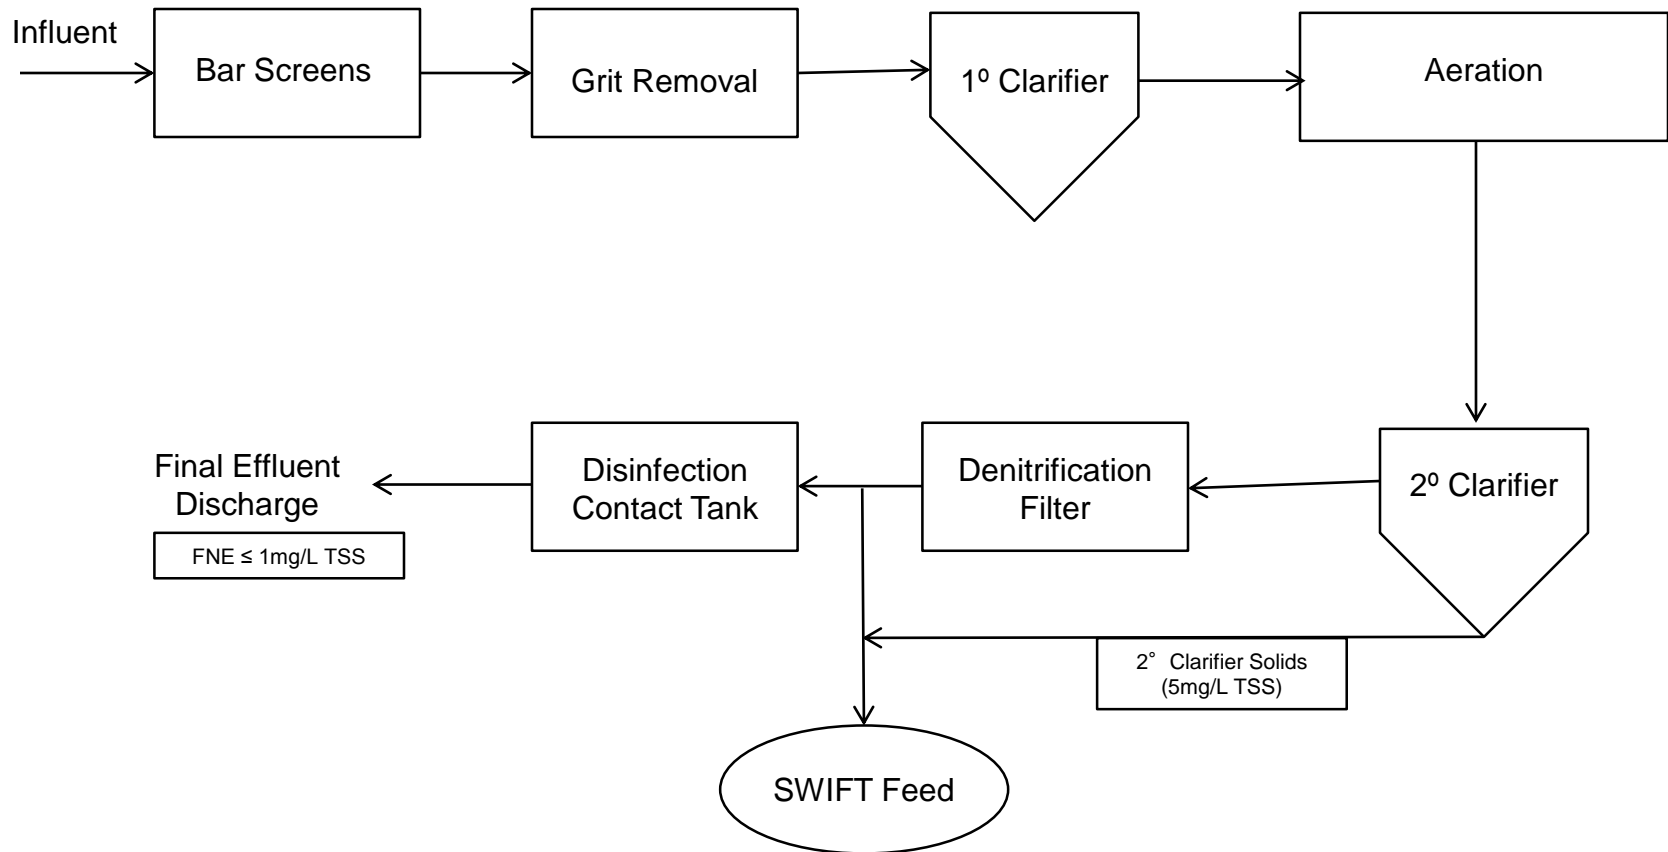 Influent
Bar Screens
Grit Removal
1º Clarifier
Aeration
Final Effluent
Discharge
FNE ≤ 1mg/L TSS
Disinfection
Contact Tank
Denitrification
Filter
2º Clarifier
2° Clarifier Solids
(5mg/L TSS)
SWIFT Feed